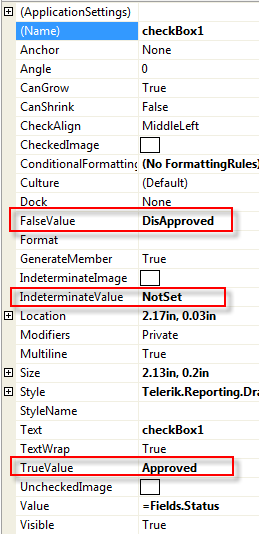 (ApplicationSettings)
(Name) checkBox1
Anchor None
Angle 0
CanGrow True
CanShrink False
CheckAlign MiddleLeft
CheckedImage
ConditionalFormatting (No FormattingRules)
Culture (Default)
Dock None
FalseValue DisApproved
Format
GenerateMember True
IndeterminateImage
IndeterminateValue NotSet
Location 2.17in, 0.03in
Modifiers Private
Multiline True
Size 2.13in, 0.2in
Style Telerik.Reporting.Dra
StyleName
Text checkBox1
TextWrap True
TrueValue Approved
UncheckedImage
Value =Fields.Status
Visible True